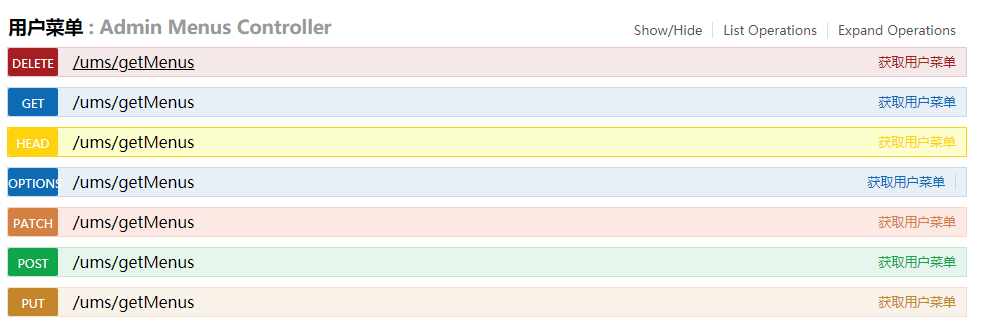 用户菜单 : Admin Menus Controller Show/Hide List Operations Expand Operations
DELETE /ums/getMenus 获取用户菜单
GET /ums/getMenus 获取用户菜单
HEAD /ums/getMenus 获取用户菜单
OPTIONS /ums/getMenus 获取用户菜单
PATCH /ums/getMenus 获取用户菜单
POST /ums/getMenus 获取用户菜单
PUT /ums/getMenus 获取用户菜单